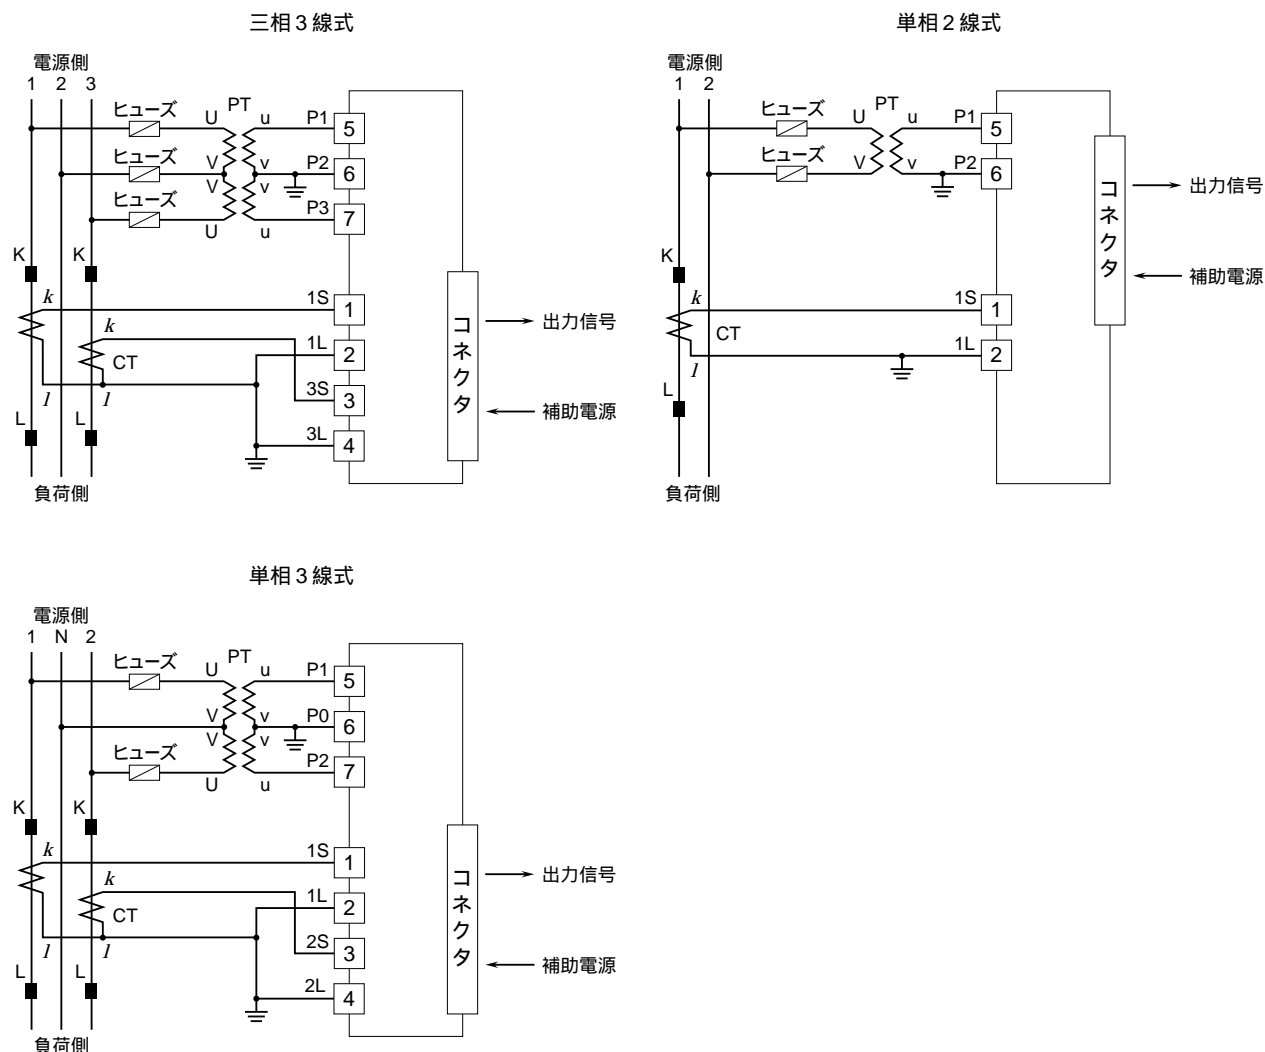 三相3線式
電源側
1 2 3
ヒューズ U PT u P1 5
ヒューズ V v P2 6
V v
ヒューズ U u P3 7
K K
k 1S 1
k 1L 2
CT
3S 3
l l
L L 3L 4
負荷側
コネクタ
出力信号
補助電源
単相2線式
電源側
1 2
ヒューズ U PT u P1 5
ヒューズ V v P2 6
K
k 1S 1
CT
l 1L 2
L
負荷側
コネクタ
出力信号
補助電源
単相3線式
電源側
1 N 2
ヒューズ U PT u P1 5
V v P0 6
V v
ヒューズ U u P2 7
K K
k 1S 1
k 1L 2
CT
2S 3
l l
L L 2L 4
負荷側
コネクタ
出力信号
補助電源